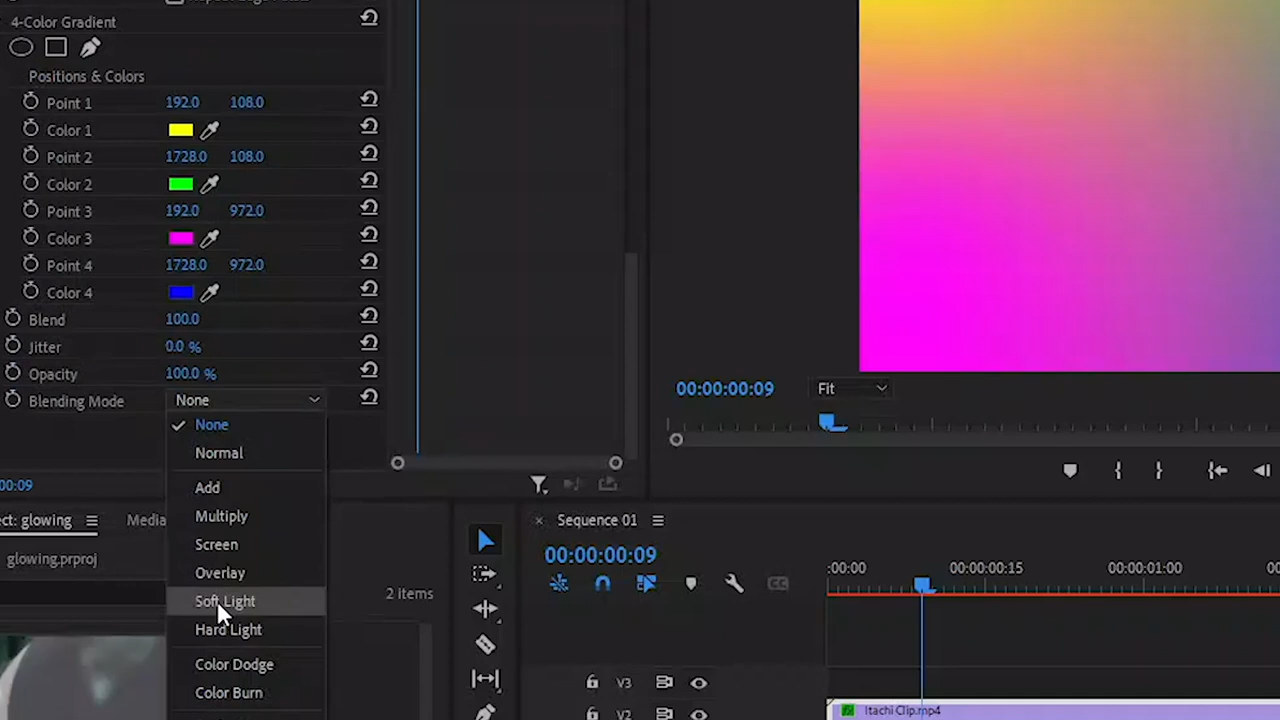 4-Color Gradient
Positions & Colors
Point 1 192.0 108.0
Color 1
Point 2 1728.0 108.0
Color 2
Point 3 192.0 972.0
Color 3
Point 4 1728.0 972.0
Color 4
Blend 100.0
Jitter 0.0 %
Opacity 100.0 %
Blending Mode None
None
Normal
Add
Multiply
Screen
Overlay
Soft Light
Hard Light
Color Dodge
Color Burn
00:00:00:09 Fit
00:09
ect: glowing
Media
glowing.prproj
2 items
Sequence 01
00:00:00:09
:00:00 00:00:00:15 00:00:01:00 00
V3
V2
Itachi Clip.mp4